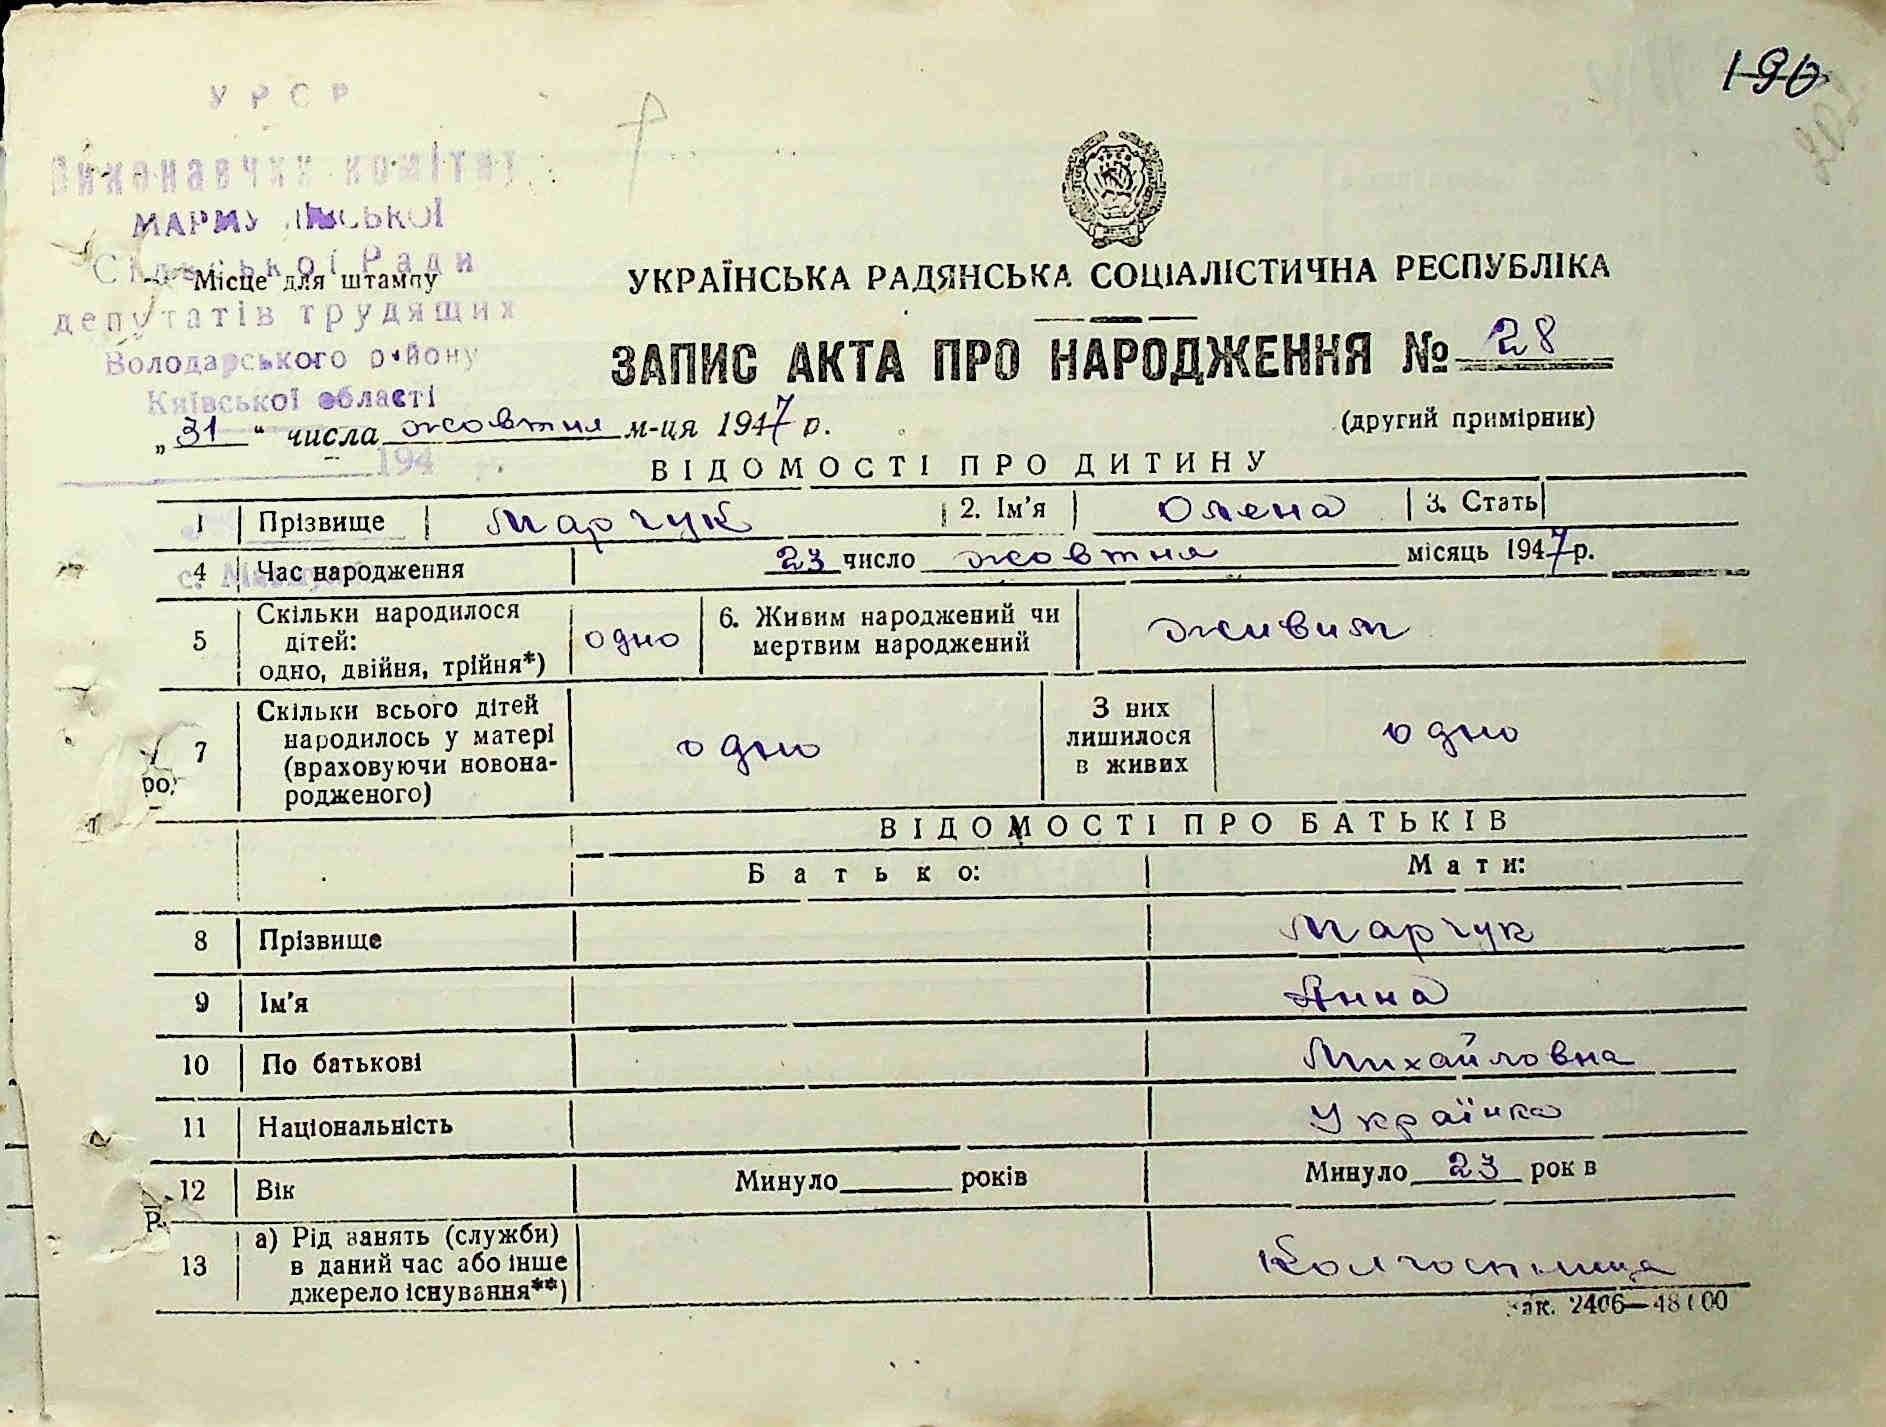 190
УРСР
Виконавчий комітет
Сільської Ради
Місце для штампу
депутатів трудящих
Володарського району
Київської області
194
УКРАЇНСЬКА РАДЯНСЬКА СОЦІАЛІСТИЧНА РЕСПУБЛІКА
ЗАПИС АКТА ПРО НАРОДЖЕННЯ № 28
„31" числа жовтня м-ця 1947 р.
(другий примірник)
ВІДОМОСТІ ПРО ДИТИНУ
1 Прізвище Марчук 2. Ім'я Олена 3. Стать
4 Час народження 23 число жовтня місяць 1947 р.
5 Скільки народилося дітей: одно, двійня, трійня*) одно 6. Живим народжений чи мертвим народжений живим
7 Скільки всього дітей народилось у матері (враховуючи новонародженого) одно З них лишилося в живих одно
ВІДОМОСТІ ПРО БАТЬКІВ
Батько: Мати:
8 Прізвище Марчук
9 Ім'я Анна
10 По батькові Михайловна
11 Національність Українка
12 Вік Минуло років Минуло 23 рок в
13 а) Рід занять (служби) в даний час або інше джерело існування**) Колгоспниця
зак. 2406—48100